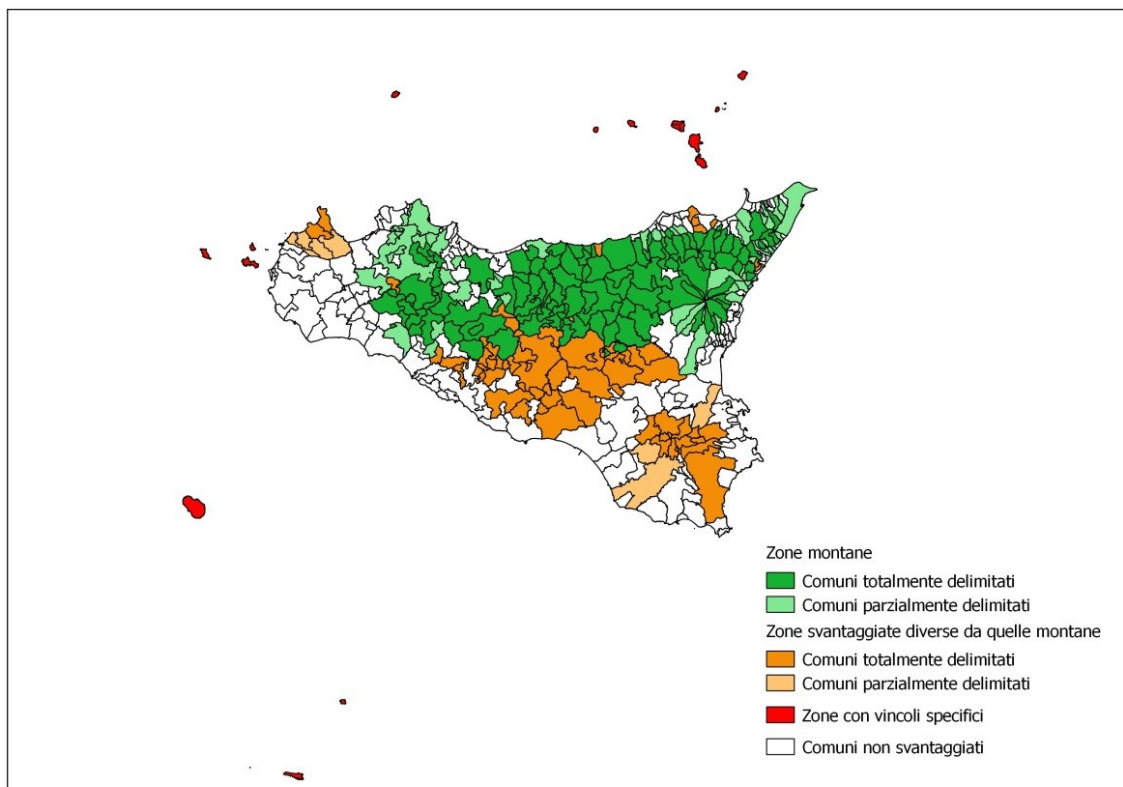 Zone montane
Comuni totalmente delimitati
Comuni parzialmente delimitati
Zone svantaggiate diverse da quelle montane
Comuni totalmente delimitati
Comuni parzialmente delimitati
Zone con vincoli specifici
Comuni non svantaggiati